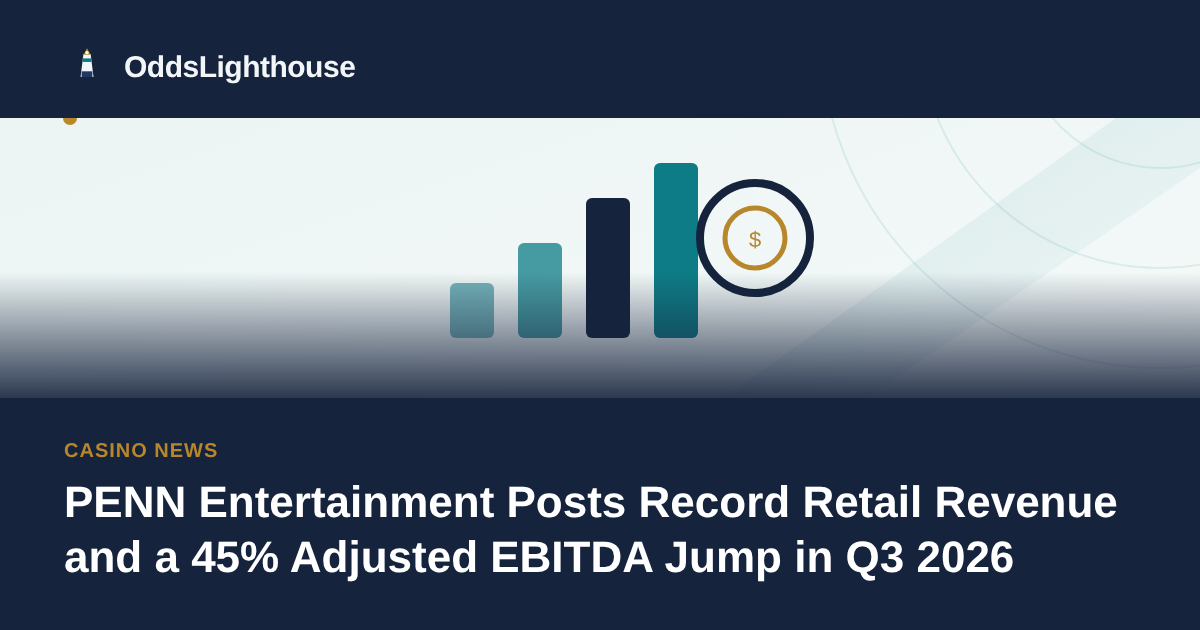 OddsLighthouse
$
CASINO NEWS
PENN Entertainment Posts Record Retail Revenue
and a 45% Adjusted EBITDA Jump in Q3 2026